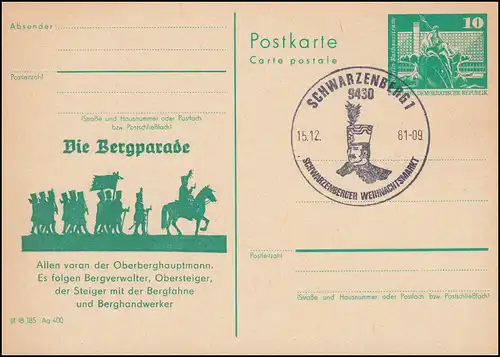 Absender
Postleitzahl
(Straße und Hausnummer oder Postfach
bzw. Postschließfach)
Die Bergparade
Allen voran der Oberberghauptmann.
Es folgen Bergverwalter, Obersteiger,
der Steiger mit der Bergfahne
und Berghandwerker
III 18 185 Ag 400
Postkarte
Carte postale
10
DEMOKRATISCHE REPUBLIK
SCHWARZENBERG 1
9430
15.12. 81-09
SCHWARZENBERGER WEIHNACHTSMARKT
Postleitzahl
(Straße und Hausnummer oder Postfach bzw. Postschließfach)